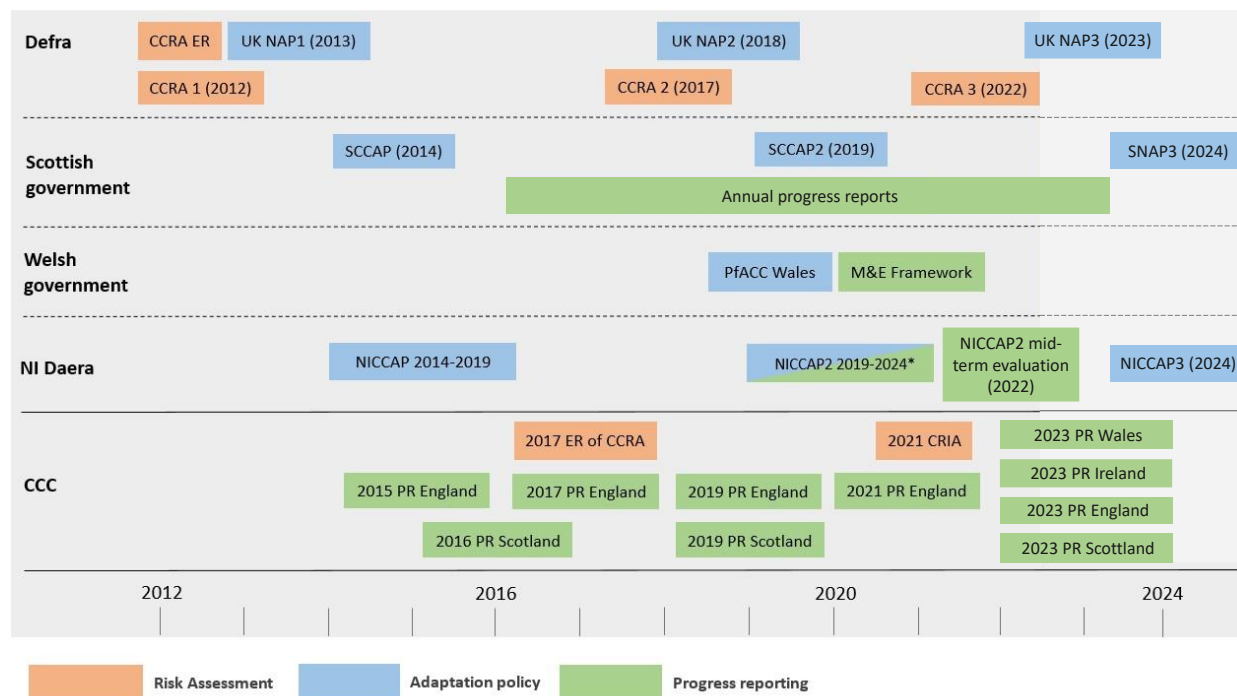 Defra
CCRA ER
UK NAP1 (2013)
UK NAP2 (2018)
UK NAP3 (2023)
CCRA 1 (2012)
CCRA 2 (2017)
CCRA 3 (2022)
Scottish
government
SCCAP (2014)
SCCAP2 (2019)
SNAP3 (2024)
Annual progress reports
Welsh
government
PfACC Wales
M&E Framework
NI Daera
NICCAP 2014-2019
NICCAP2 2019-2024*
NICCAP2 mid-
term evaluation
(2022)
NICCAP3 (2024)
CCC
2017 ER of CCRA
2021 CRIA
2023 PR Wales
2023 PR Ireland
2015 PR England
2017 PR England
2019 PR England
2021 PR England
2023 PR England
2016 PR Scotland
2019 PR Scotland
2023 PR Scottland
2012
2016
2020
2024
Risk Assessment
Adaptation policy
Progress reporting